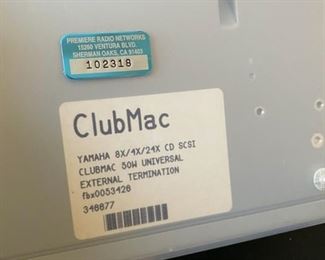 PREMIERE RADIO NETWORKS
15260 VENTURA BLVD.
SHERMAN OAKS, CA 91403
102318
ClubMac
YAMAHA 8X/4X/24X CD SCSI
CLUBMAC 50W UNIVERSAL
EXTERNAL TERMINATION
fbx0053426
348877